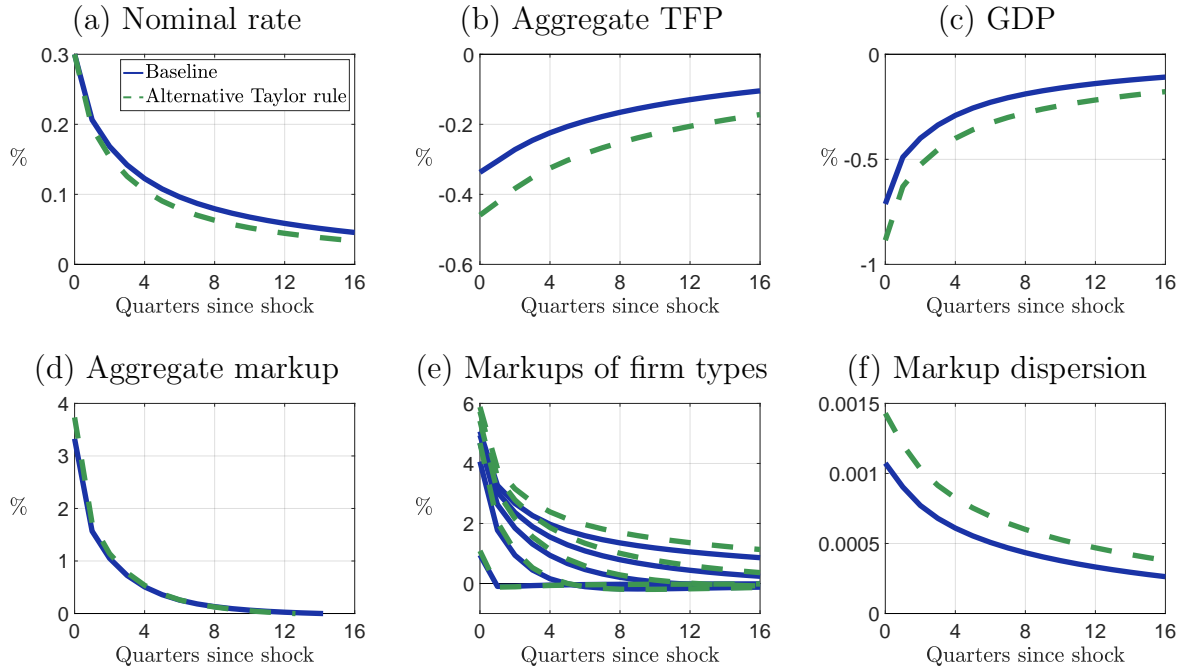 (a) Nominal rate
(b) Aggregate TFP
(c) GDP
0.3
0.2
0.1
0
%
Baseline
Alternative Taylor rule
0 4 8 12 16
Quarters since shock
0
-0.2
-0.4
-0.6
%
0 4 8 12 16
Quarters since shock
0
-0.5
-1
%
0 4 8 12 16
Quarters since shock
(d) Aggregate markup
(e) Markups of firm types
(f) Markup dispersion
4
3
2
1
0
%
0 4 8 12 16
Quarters since shock
6
4
2
0
%
0 4 8 12 16
Quarters since shock
0.0015
0.001
0.0005
0
0 4 8 12 16
Quarters since shock